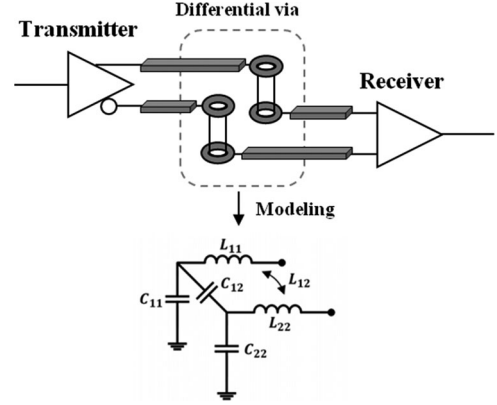 Differential via
Transmitter
Receiver
Modeling
L11
C12
L12
C11
L22
C22